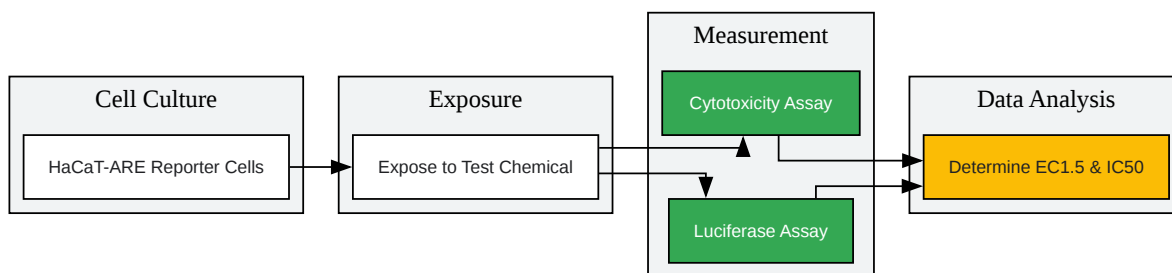 Cell Culture
HaCaT-ARE Reporter Cells
Exposure
Expose to Test Chemical
Measurement
Cytotoxicity Assay
Luciferase Assay
Data Analysis
Determine EC1.5 & IC50